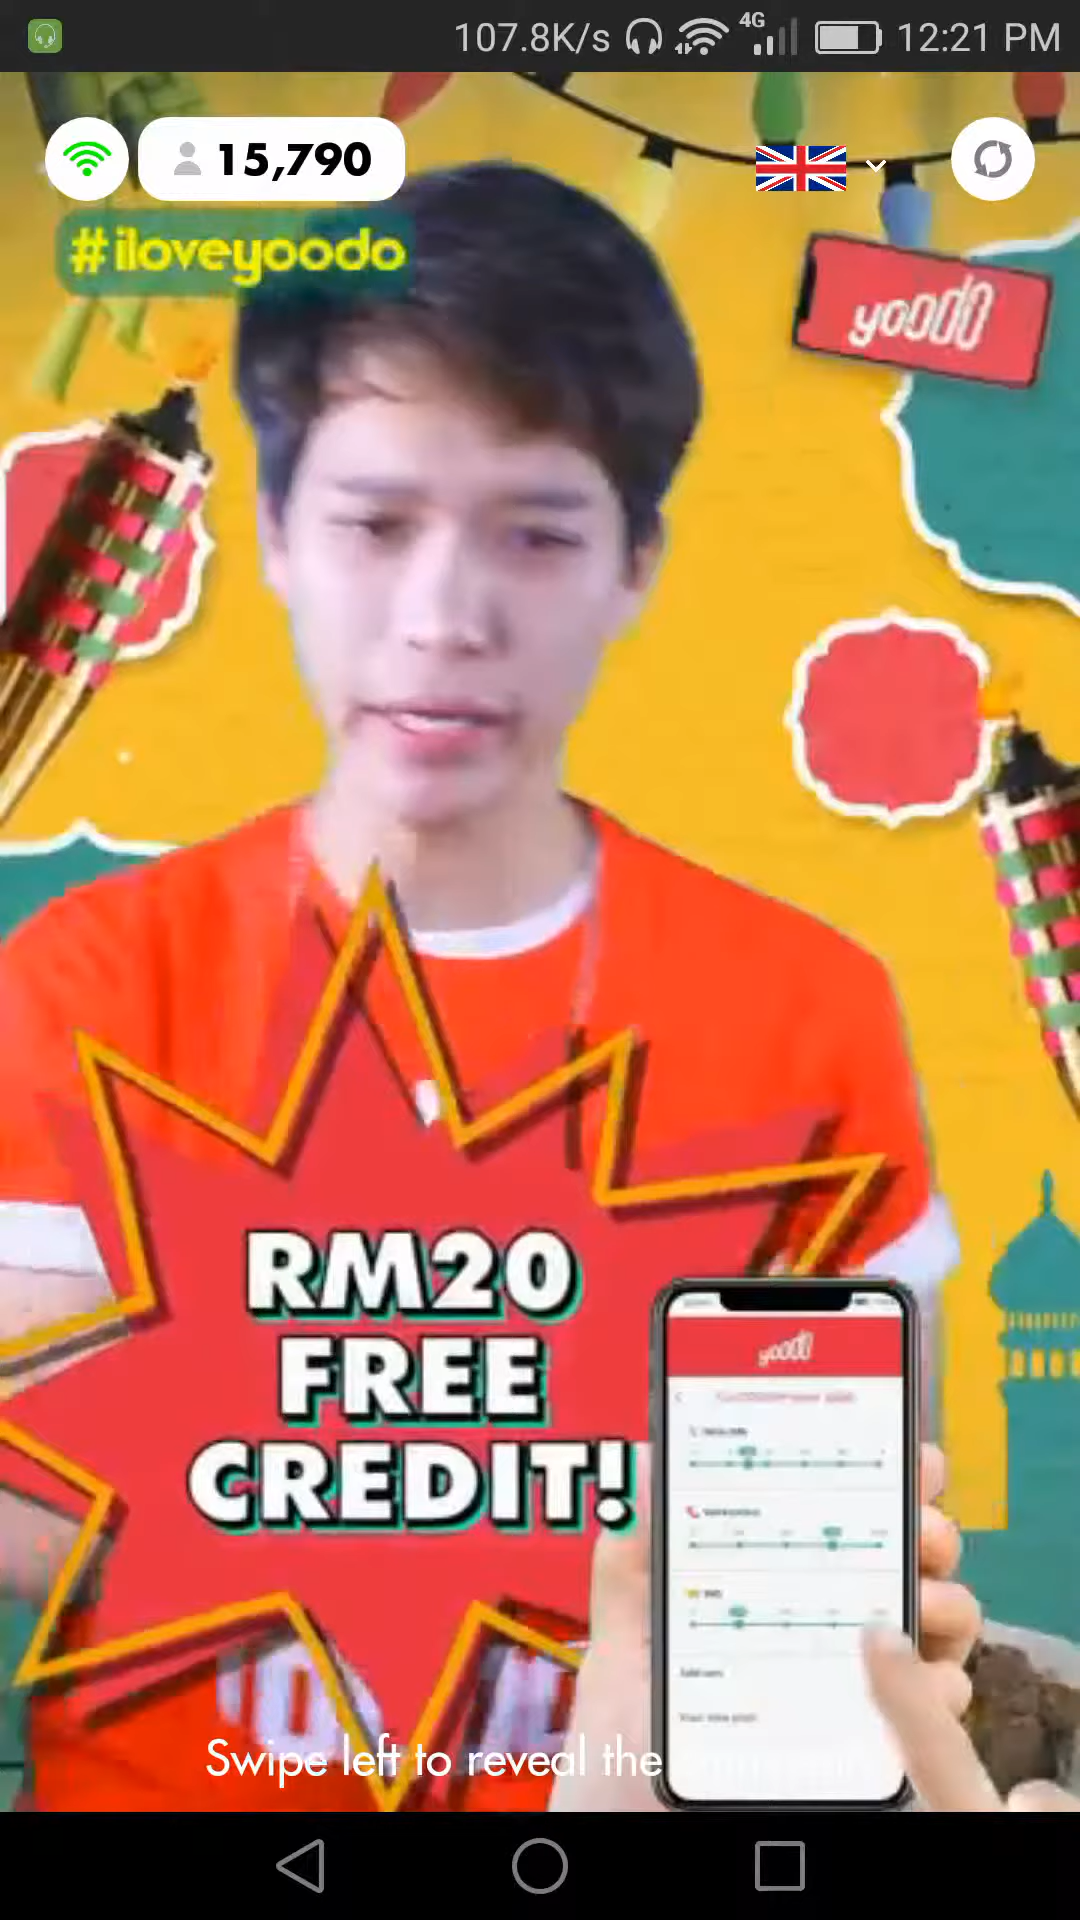 107.8K/s 4G 12:21 PM
15,790
#iloveyoodo
yoodo
RM20
FREE
CREDIT!
yoodo
Swipe left to reveal the